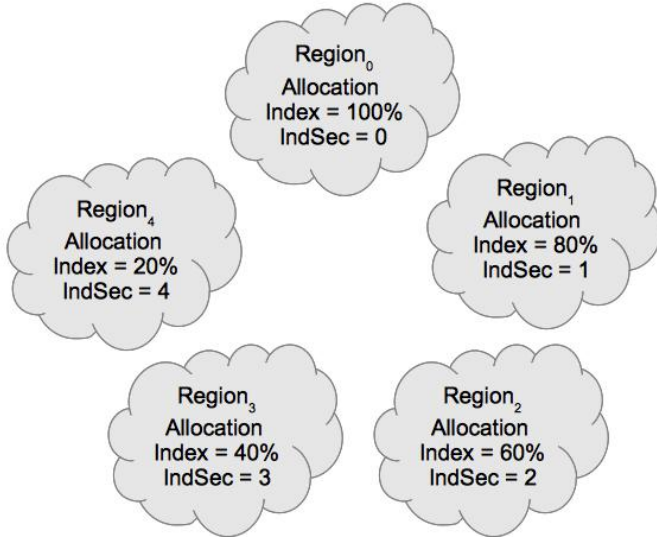 Region0
Allocation
Index = 100%
IndSec = 0
Region1
Allocation
Index = 80%
IndSec = 1
Region2
Allocation
Index = 60%
IndSec = 2
Region3
Allocation
Index = 40%
IndSec = 3
Region4
Allocation
Index = 20%
IndSec = 4